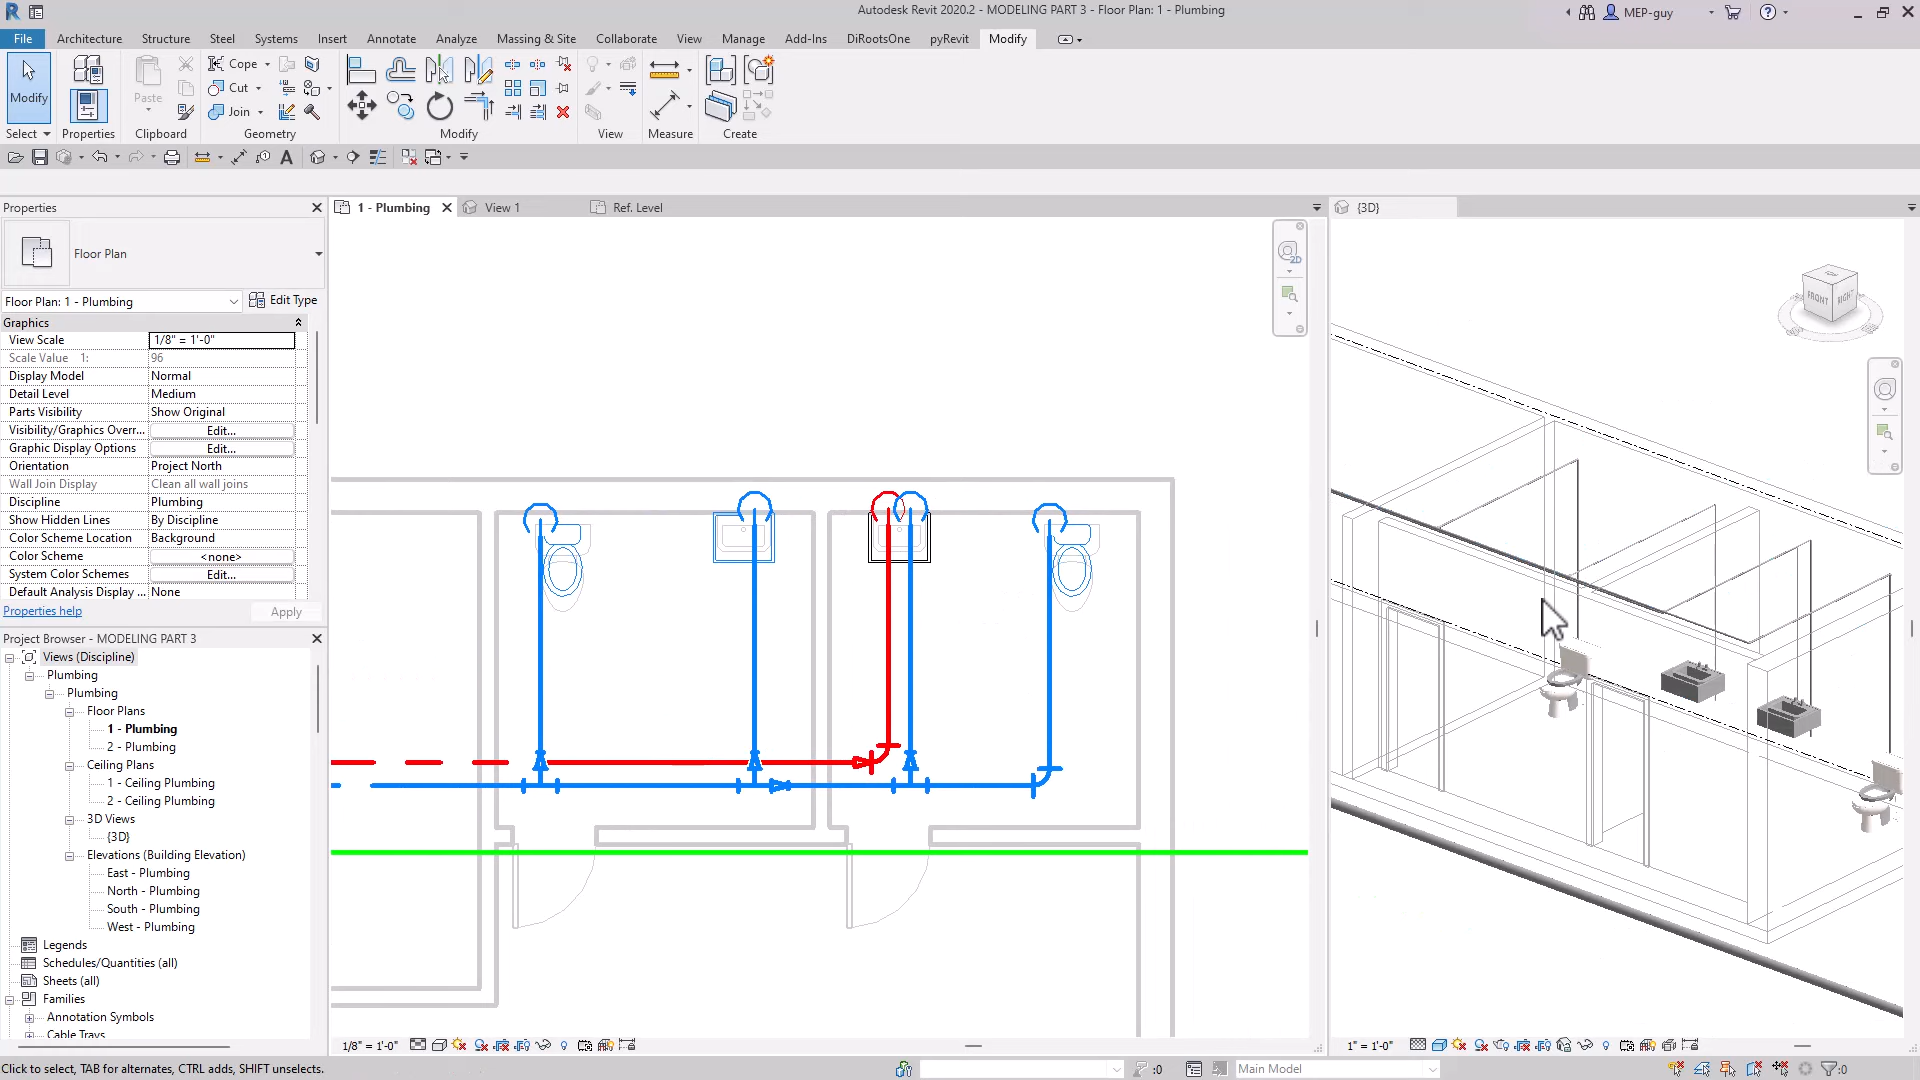 Autodesk Revit 2020.2 - MODELING PART 3 - Floor Plan: 1 - Plumbing
MEP-guy
File Architecture Structure Steel Systems Insert Annotate Analyze Massing & Site Collaborate View Manage Add-Ins DiRootsOne pyRevit Modify
Modify
Paste
Cope
Cut
Join
Select Properties Clipboard Geometry Modify View Measure Create
Properties
1 - Plumbing View 1 Ref. Level {3D}
Floor Plan
Floor Plan: 1 - Plumbing Edit Type
Graphics
View Scale 1/8" = 1'-0"
Scale Value 1: 96
Display Model Normal
Detail Level Medium
Parts Visibility Show Original
Visibility/Graphics Overr... Edit...
Graphic Display Options Edit...
Orientation Project North
Wall Join Display Clean all wall joins
Discipline Plumbing
Show Hidden Lines By Discipline
Color Scheme Location Background
Color Scheme <none>
System Color Schemes Edit...
Default Analysis Display ... None
Properties help Apply
Project Browser - MODELING PART 3
Views (Discipline)
Plumbing
Plumbing
Floor Plans
1 - Plumbing
2 - Plumbing
Ceiling Plans
1 - Ceiling Plumbing
2 - Ceiling Plumbing
3D Views
{3D}
Elevations (Building Elevation)
East - Plumbing
North - Plumbing
South - Plumbing
West - Plumbing
Legends
Schedules/Quantities (all)
Sheets (all)
Families
Annotation Symbols
Cable Trays
2D
FRONT RIGHT
1/8" = 1'-0"
1" = 1'-0"
Click to select, TAB for alternates, CTRL adds, SHIFT unselects.
:0
Main Model
:0